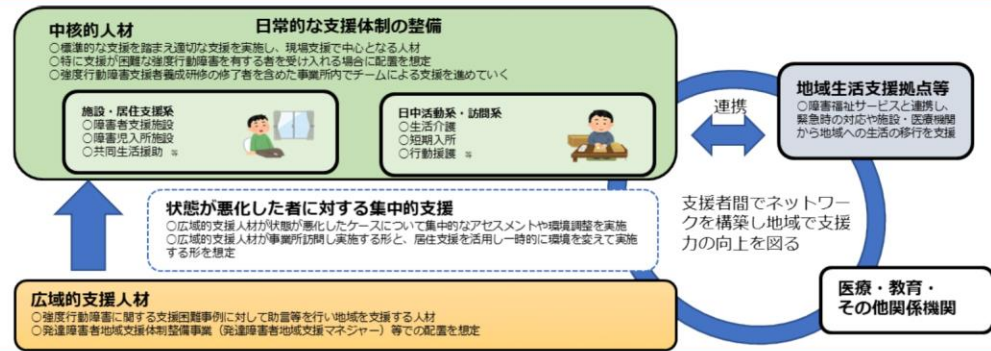 中核的人材
日常的な支援体制の整備
○標準的な支援を踏まえ適切な支援を実施し、現場支援で中心となる人材
○特に支援が困難な強度行動障害を有する者を受け入れる場合に配置を想定
○強度行動障害支援者養成研修の修了者を含めた事業所内でチームによる支援を進めていく
施設・居住支援系
○障害者支援施設
○障害児入所施設
○共同生活援助 等
日中活動系・訪問系
○生活介護
○短期入所
○行動援護 等
連携
地域生活支援拠点等
○障害福祉サービスと連携し、
緊急時の対応や施設・医療機関
から地域への生活の移行を支援
状態が悪化した者に対する集中的支援
○広域的支援人材が状態が悪化したケースについて集中的なアセスメントや環境調整を実施
○広域的支援人材が事業所訪問し実施する形と、居住支援を活用し一時的に環境を変えて実施
する形を想定
支援者間でネットワー
クを構築し地域で支援
力の向上を図る
広域的支援人材
○強度行動障害に関する支援困難事例に対して助言等を行い地域を支援する人材
○発達障害者地域支援体制整備事業（発達障害者地域支援マネジャー）等での配置を想定
医療・教育・
その他関係機関